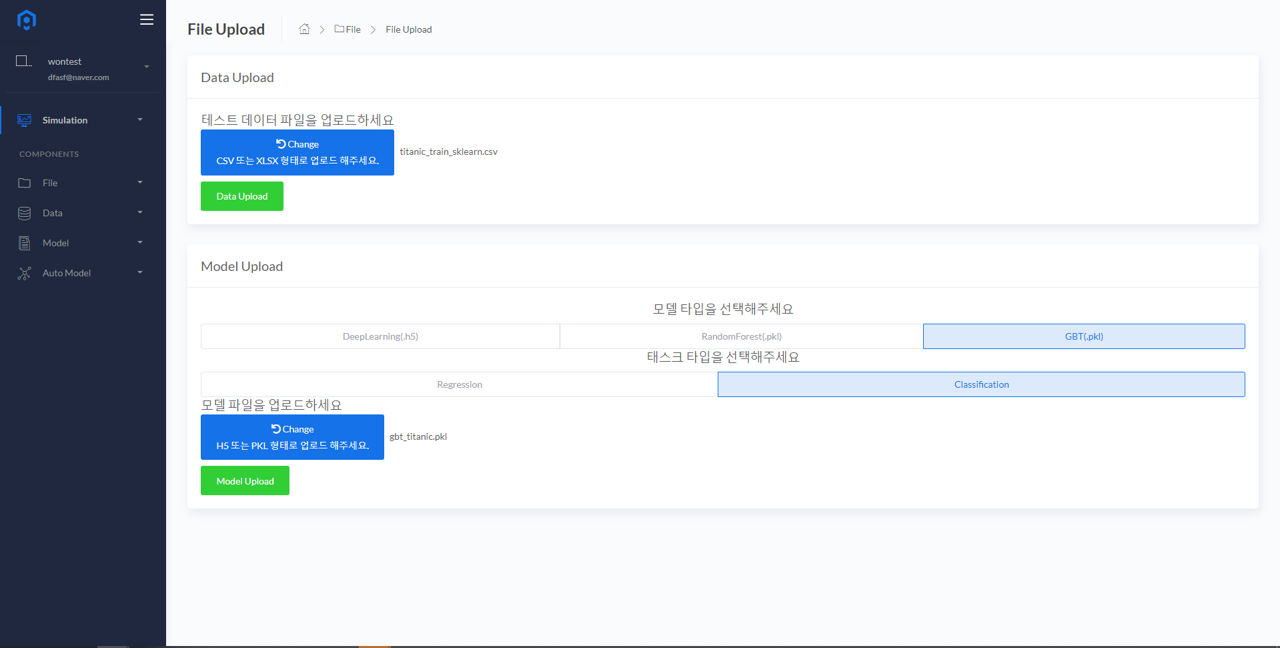 wontest
dfasf@naver.com
Simulation
COMPONENTS
File
Data
Model
Auto Model
File Upload
File
File Upload
Data Upload
테스트 데이터 파일을 업로드하세요
Change
CSV 또는 XLSX 형태로 업로드 해주세요.
titanic_train_sklearn.csv
Data Upload
Model Upload
모델 타입을 선택해주세요
DeepLearning(.h5)
RandomForest(.pkl)
GBT(.pkl)
태스크 타입을 선택해주세요
Regression
Classification
모델 파일을 업로드하세요
Change
H5 또는 PKL 형태로 업로드 해주세요.
gbt_titanic.pkl
Model Upload